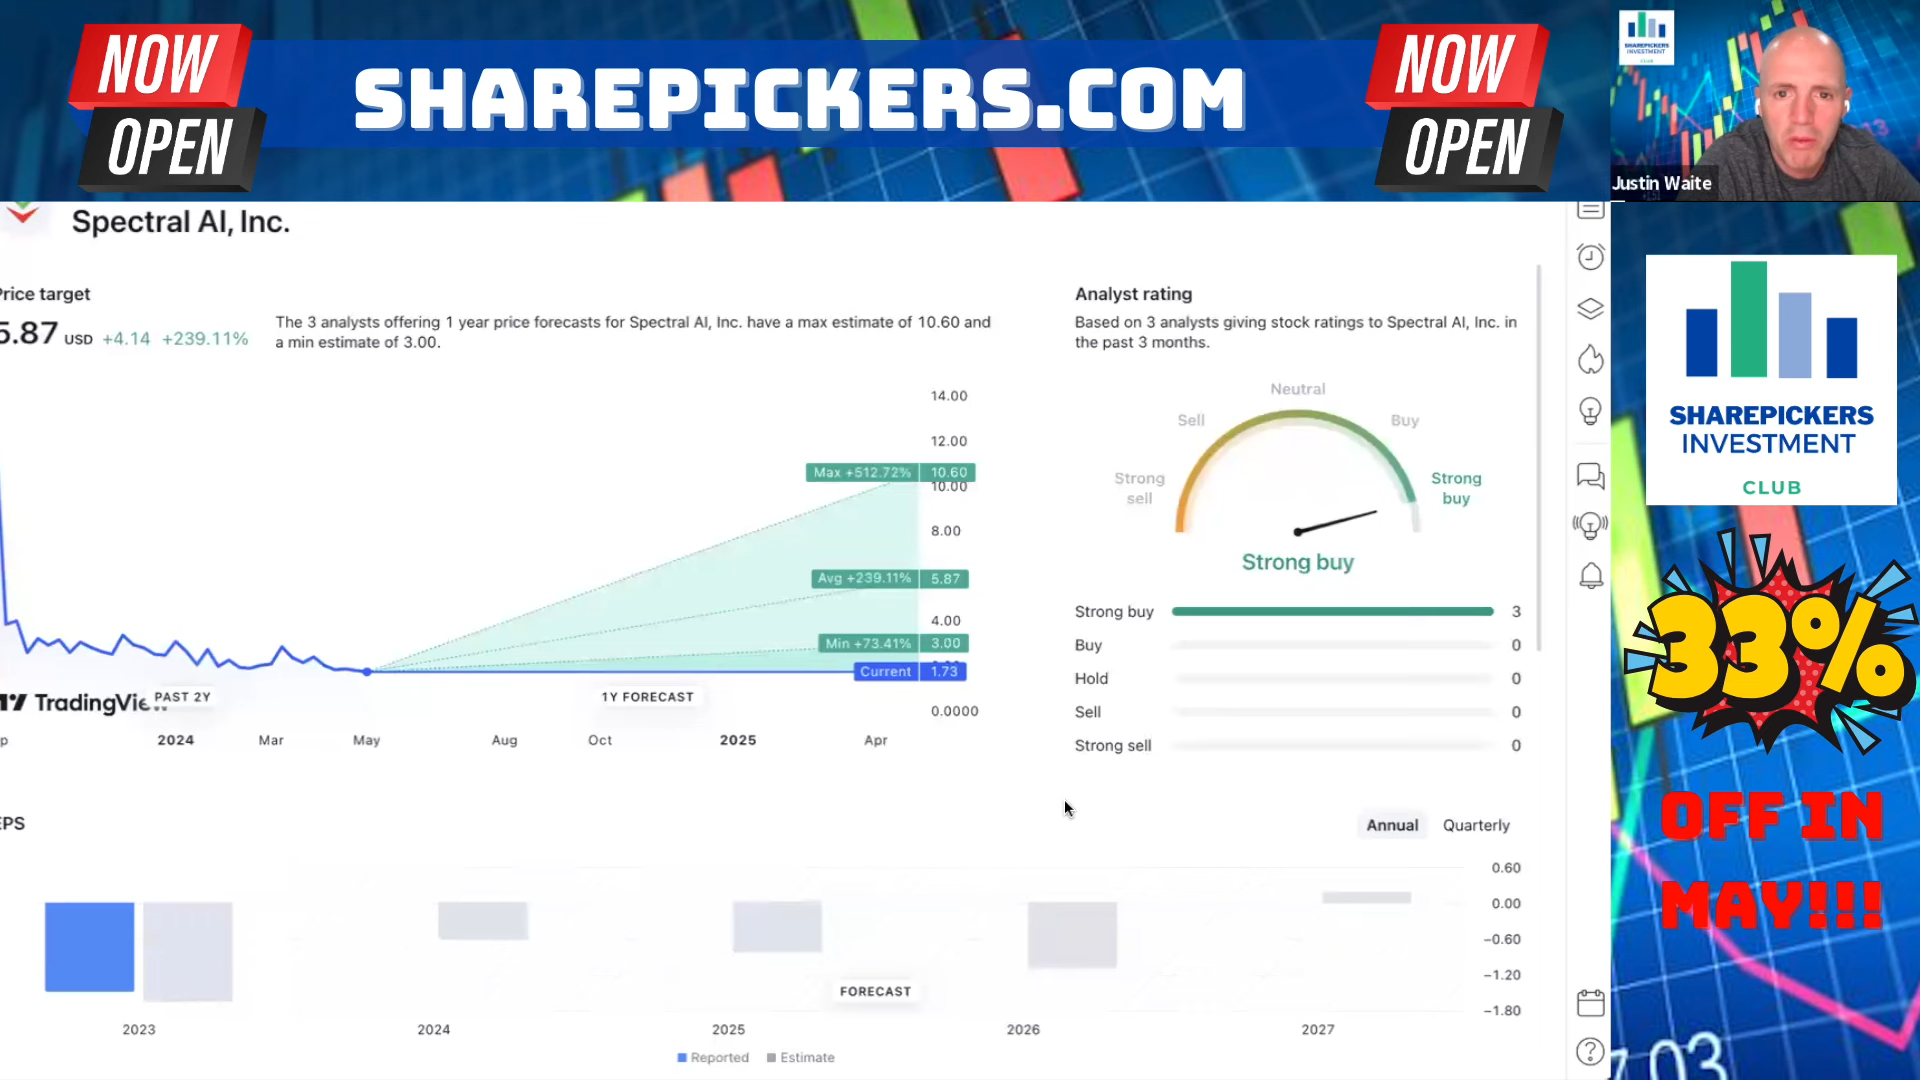 NOW
OPEN
SHAREPICKERS.COM
NOW
OPEN
SHAREPICKERS
INVESTMENT
CLUB
Justin Waite
Spectral AI, Inc.
Price target
5.87 USD +4.14 +239.11%
The 3 analysts offering 1 year price forecasts for Spectral AI, Inc. have a max estimate of 10.60 and
a min estimate of 3.00.
14.00
12.00
Max +512.72% 10.60
10.00
8.00
Avg +239.11% 5.87
4.00
Min +73.41% 3.00
Current 1.73
0.0000
TradingView
PAST 2Y
1Y FORECAST
2024
Mar
May
Aug
Oct
2025
Apr
Analyst rating
Based on 3 analysts giving stock ratings to Spectral AI, Inc. in
the past 3 months.
Neutral
Sell
Buy
Strong
sell
Strong
buy
Strong buy
Strong buy 3
Buy 0
Hold 0
Sell 0
Strong sell 0
EPS
Annual
Quarterly
0.60
0.00
−0.60
−1.20
−1.80
FORECAST
2023
2024
2025
2026
2027
Reported
Estimate
SHAREPICKERS
INVESTMENT
CLUB
33%
OFF IN
MAY!!!